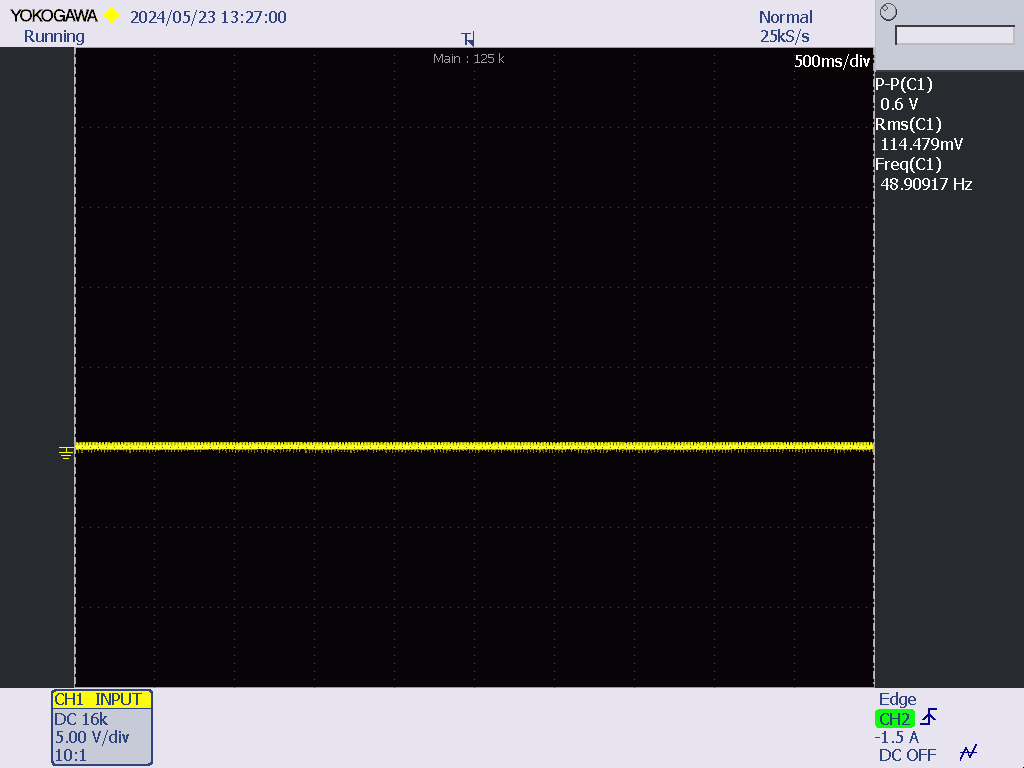 YOKOGAWA 2024/05/23 13:27:00 Normal
Running 25kS/s
Main : 125 k
500ms/div
P-P(C1)
0.6 V
Rms(C1)
114.479mV
Freq(C1)
48.90917 Hz
CH1 INPUT
DC 16k
5.00 V/div
10:1
Edge
CH2
-1.5 A
DC OFF